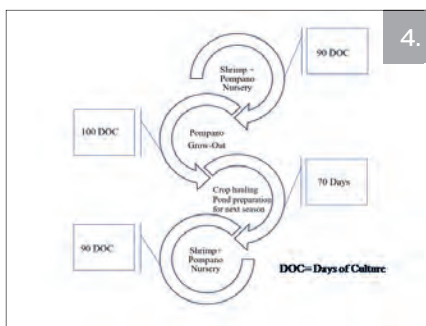 4.
90 DOC
Shrimp +
Pompano
Nursery
100 DOC
Pompano
Grow-Out
Crop hauling
Pond preparation
for next season
70 Days
90 DOC
Shrimp+
Pompano
Nursery
DOC= Days of Culture